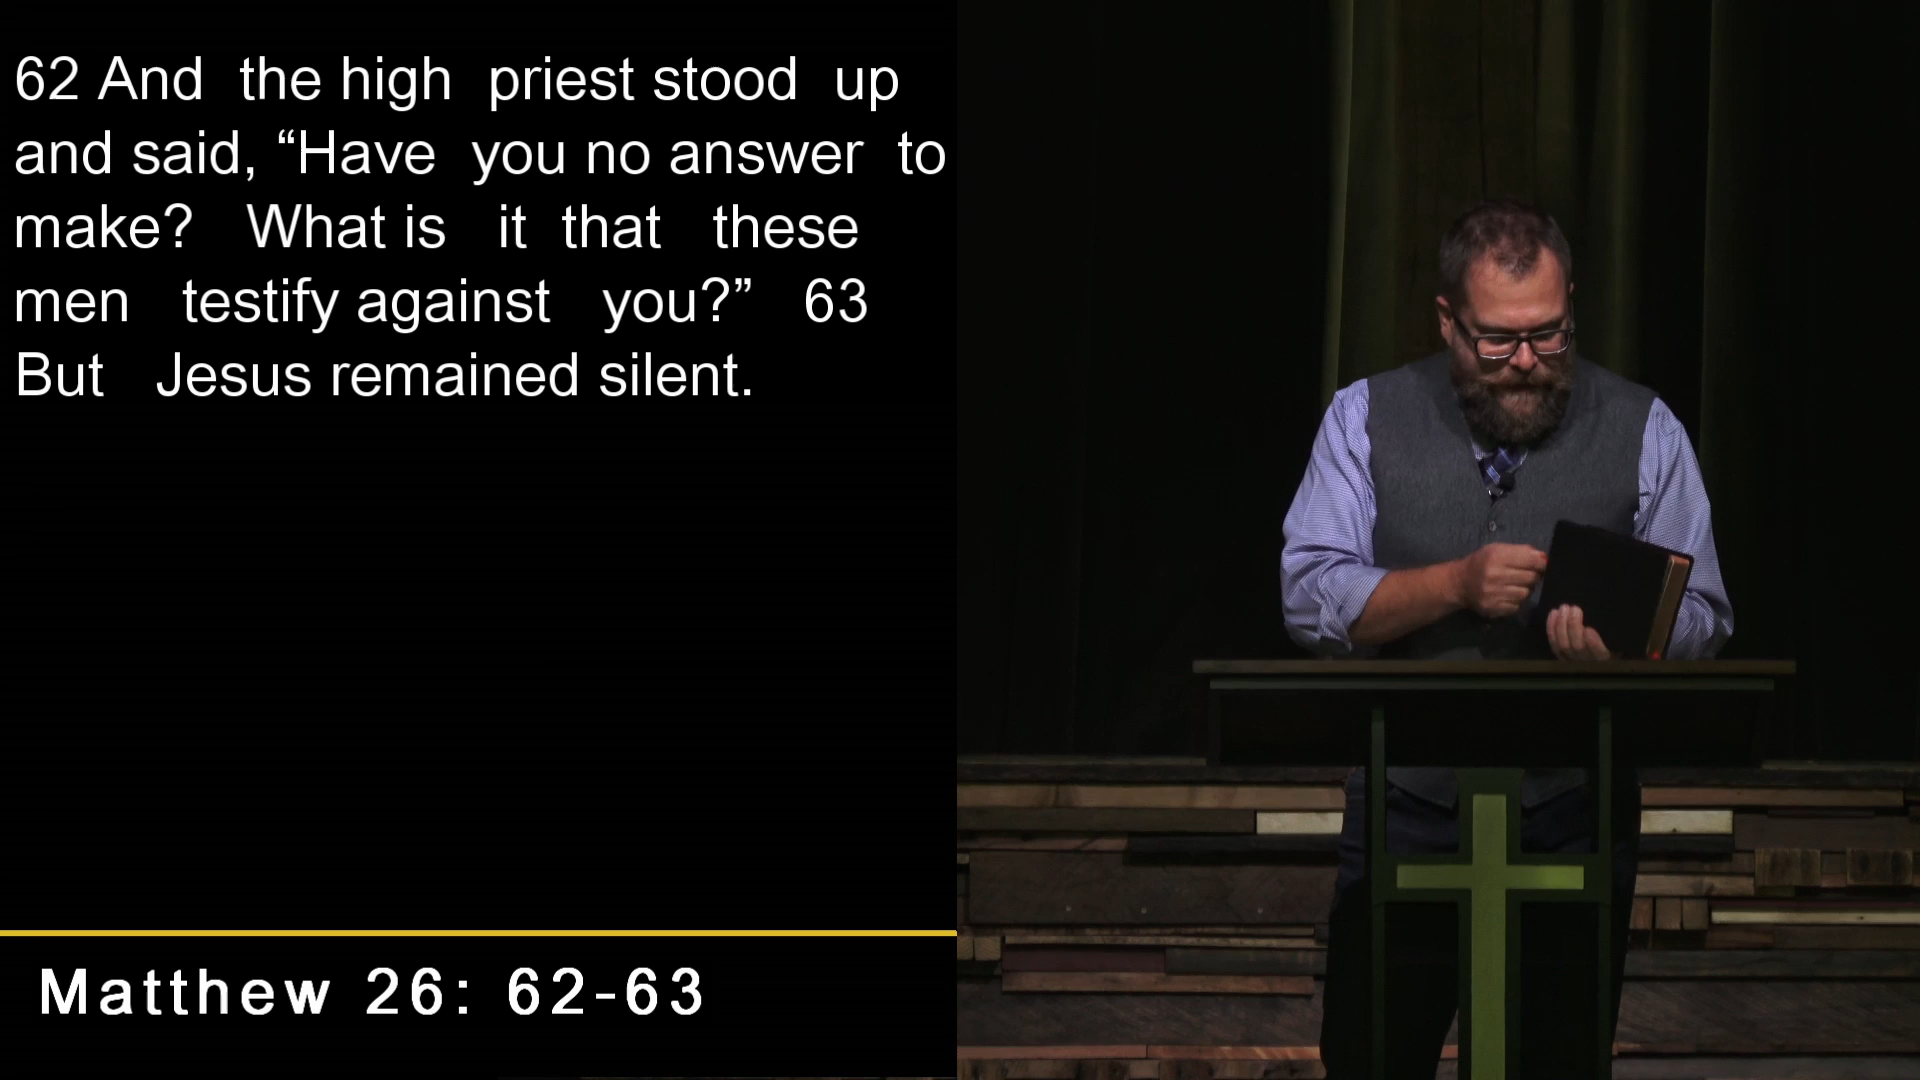 62 And the high priest stood up
and said, “Have you no answer to
make? What is it that these
men testify against you?” 63
But Jesus remained silent.
Matthew 26: 62-63